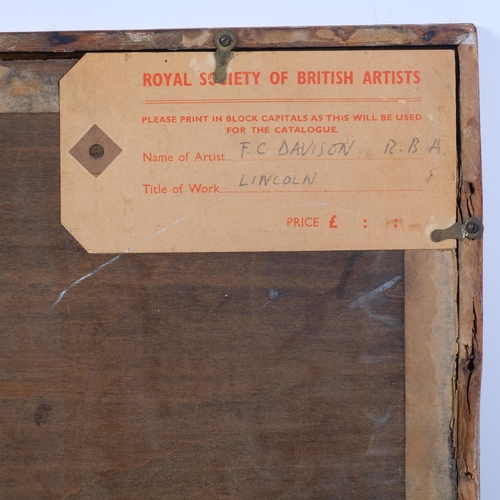 ROYAL SOCIETY OF BRITISH ARTISTS
PLEASE PRINT IN BLOCK CAPITALS AS THIS WILL BE USED
FOR THE CATALOGUE.
Name of Artist F.C DAVISON. R.B.A.
Title of Work LINCOLN
PRICE £ : :